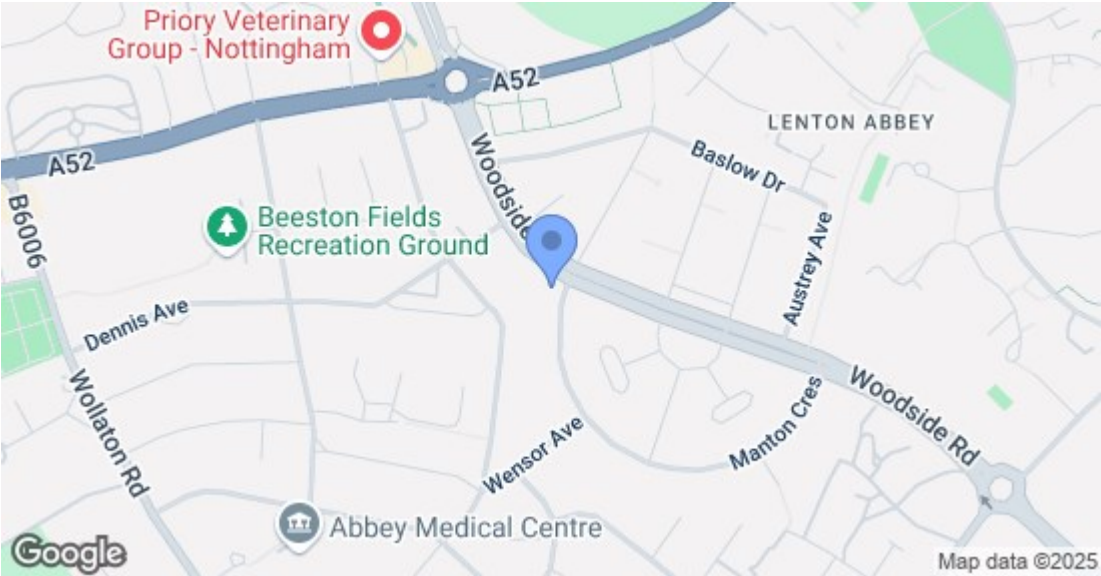 Priory Veterinary
Group - Nottingham
A52
LENTON ABBEY
Woodside
Baslow Dr
A52
B6006
Beeston Fields
Recreation Ground
Austrey Ave
Dennis Ave
Woodside Rd
Wollaton Rd
Manton Cres
Wensor Ave
Abbey Medical Centre
Google
Map data ©2025